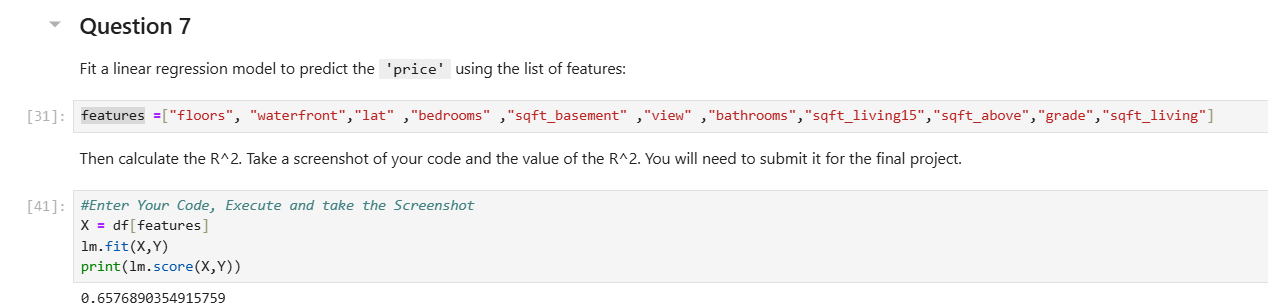 Question 7
Fit a linear regression model to predict the 'price' using the list of features:
[31]: features =["floors", "waterfront","lat" ,"bedrooms" ,"sqft_basement" ,"view" ,"bathrooms","sqft_living15","sqft_above","grade","sqft_living"]
Then calculate the R^2. Take a screenshot of your code and the value of the R^2. You will need to submit it for the final project.
[41]: #Enter Your Code, Execute and take the Screenshot
X = df[features]
lm.fit(X,Y)
print(lm.score(X,Y))
0.6576890354915759